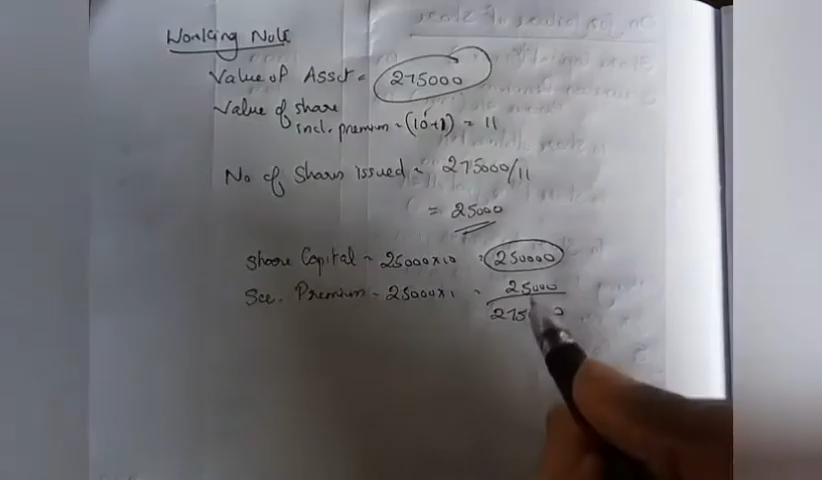 Working Note
Value of Asset = 275000
Value of share
incl. premium = (10+1) = 11
No of Shares issued = 275000/11
= 25000
Share Capital = 25000x10 = 250000
Sec. Premium = 25000x1 = 25000